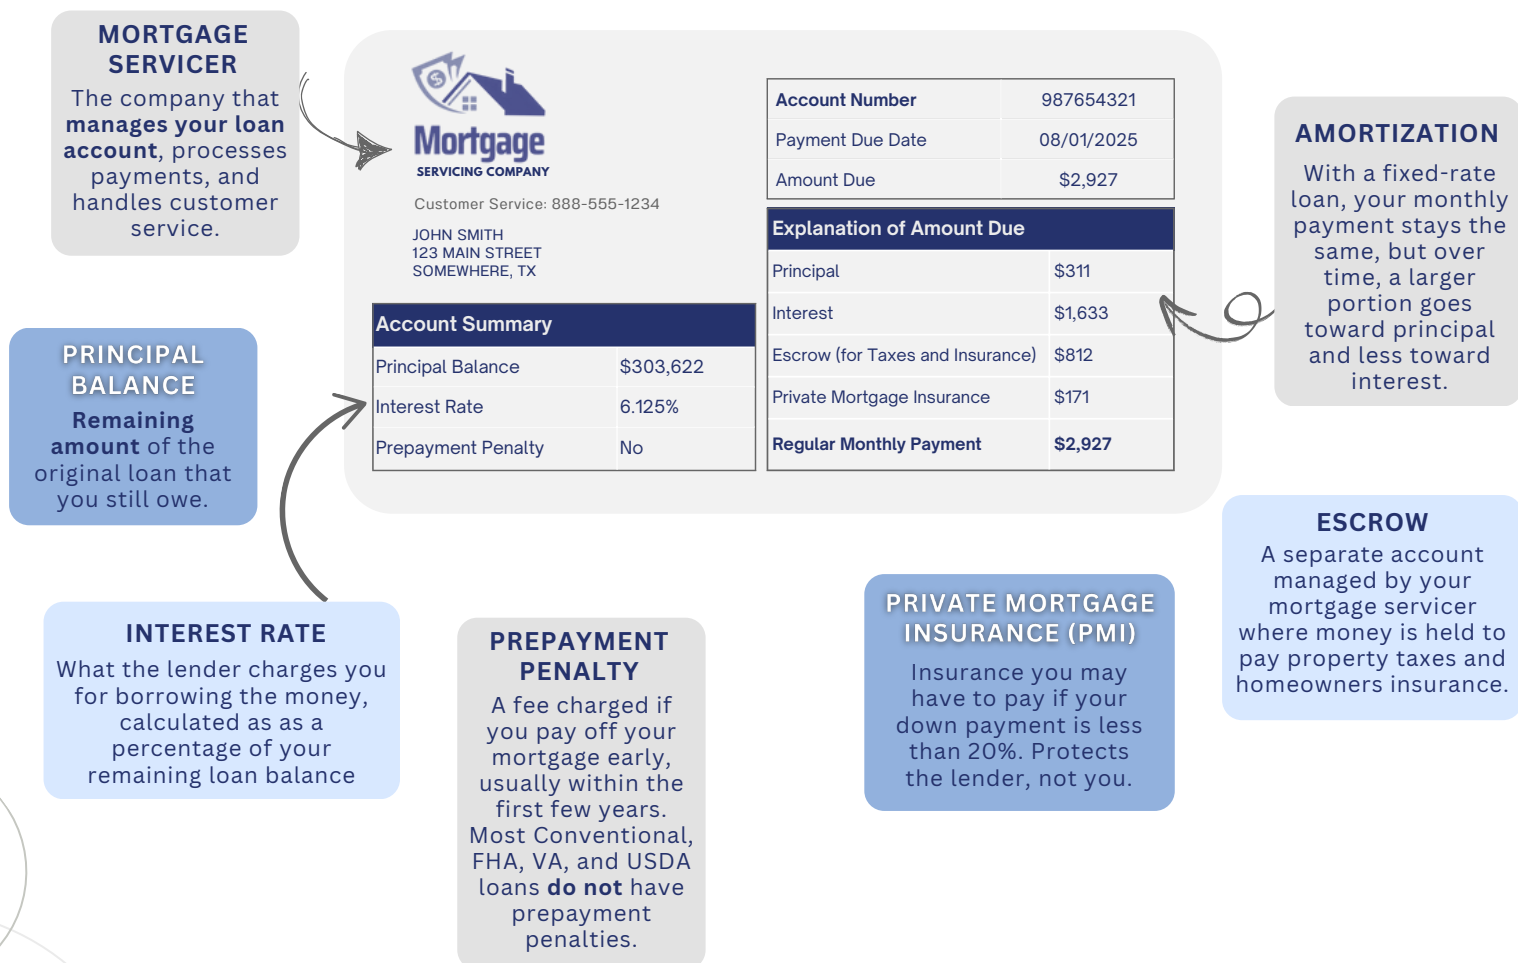 MORTGAGE
SERVICER
The company that
manages your loan
account, processes
payments, and
handles customer
service.
Mortgage
SERVICING COMPANY
Customer Service: 888-555-1234
JOHN SMITH
123 MAIN STREET
SOMEWHERE, TX
Account Number 987654321
Payment Due Date 08/01/2025
Amount Due $2,927
Explanation of Amount Due
Principal $311
Interest $1,633
Escrow (for Taxes and Insurance) $812
Private Mortgage Insurance $171
Regular Monthly Payment $2,927
AMORTIZATION
With a fixed-rate
loan, your monthly
payment stays the
same, but over
time, a larger
portion goes
toward principal
and less toward
interest.
Account Summary
Principal Balance $303,622
Interest Rate 6.125%
Prepayment Penalty No
PRINCIPAL
BALANCE
Remaining
amount of the
original loan that
you still owe.
INTEREST RATE
What the lender charges you
for borrowing the money,
calculated as as a
percentage of your
remaining loan balance
PREPAYMENT
PENALTY
A fee charged if
you pay off your
mortgage early,
usually within the
first few years.
Most Conventional,
FHA, VA, and USDA
loans do not have
prepayment
penalties.
PRIVATE MORTGAGE
INSURANCE (PMI)
Insurance you may
have to pay if your
down payment is less
than 20%. Protects
the lender, not you.
ESCROW
A separate account
managed by your
mortgage servicer
where money is held to
pay property taxes and
homeowners insurance.